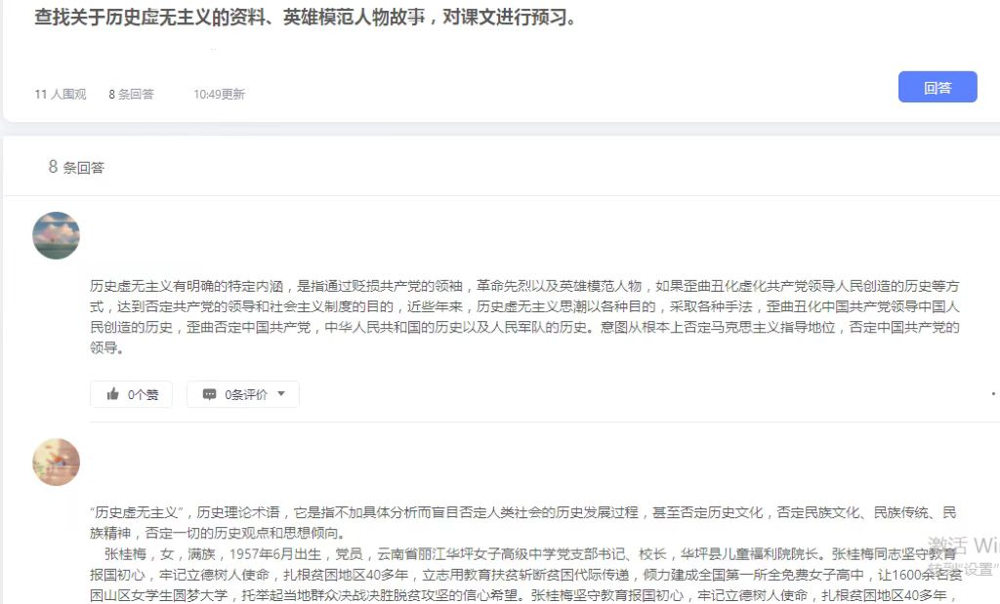 查找关于历史虚无主义的资料、英雄模范人物故事，对课文进行预习。
11 人围观 8 条回答 10:49更新
回答
8 条回答
历史虚无主义有明确的特定内涵，是指通过贬损共产党的领袖，革命先烈以及英雄模范人物，如果歪曲丑化虚化共产党领导人民创造的历史等方
式，达到否定共产党的领导和社会主义制度的目的，近些年来，历史虚无主义思潮以各种目的，采取各种手法，歪曲丑化中国共产党领导中国人
民创造的历史，歪曲否定中国共产党，中华人民共和国的历史以及人民军队的历史。意图从根本上否定马克思主义指导地位，否定中国共产党的
领导。
0个赞 0条评价
“历史虚无主义”，历史理论术语，它是指不加具体分析而盲目否定人类社会的历史发展过程，甚至否定历史文化，否定民族文化、民族传统、民
族精神，否定一切的历史观点和思想倾向。
张桂梅，女，满族，1957年6月出生，党员，云南省丽江华坪女子高级中学党支部书记、校长，华坪县儿童福利院院长。张桂梅同志坚守教育
报国初心，牢记立德树人使命，扎根贫困地区40多年，立志用教育扶贫斩断贫困代际传递，倾力建成全国第一所全免费女子高中，让1600余名贫
困山区女学生圆梦大学，托举起当地群众决战决胜脱贫攻坚的信心希望。张桂梅坚守教育报国初心，牢记立德树人使命，扎根贫困地区40多年，
激活 Wi
转到“设置”